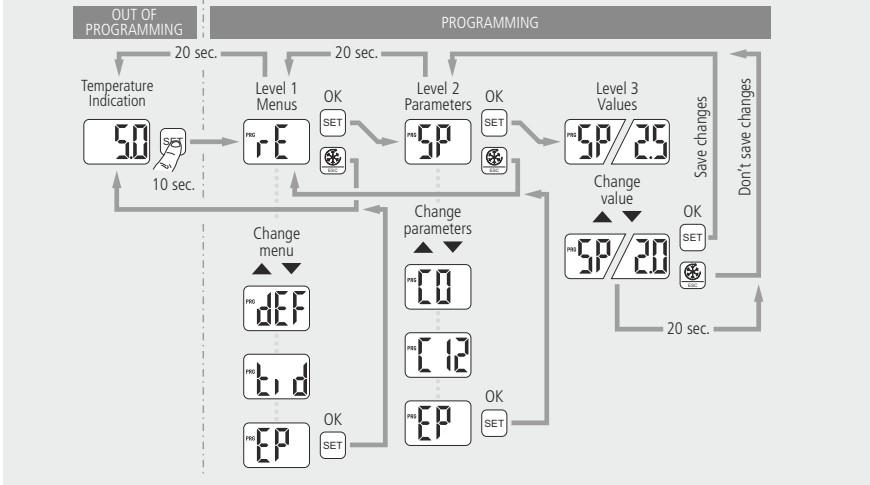 OUT OF
PROGRAMMING
PROGRAMMING
20 sec.
20 sec.
Temperature
Indication
Level 1
Menus
OK
Level 2
Parameters
OK
Level 3
Values
5.0
SET
10 sec.
PRG
rE
SET
ESC
PRG
SP
SET
ESC
PRG
SP/2.5
Save changes
Don't save changes
Change
value
PRG
SP/2.0
OK
SET
ESC
20 sec.
Change
menu
PRG
dEF
PRG
tid
PRG
EP
OK
SET
Change
parameters
PRG
C0
PRG
C12
PRG
EP
OK
SET